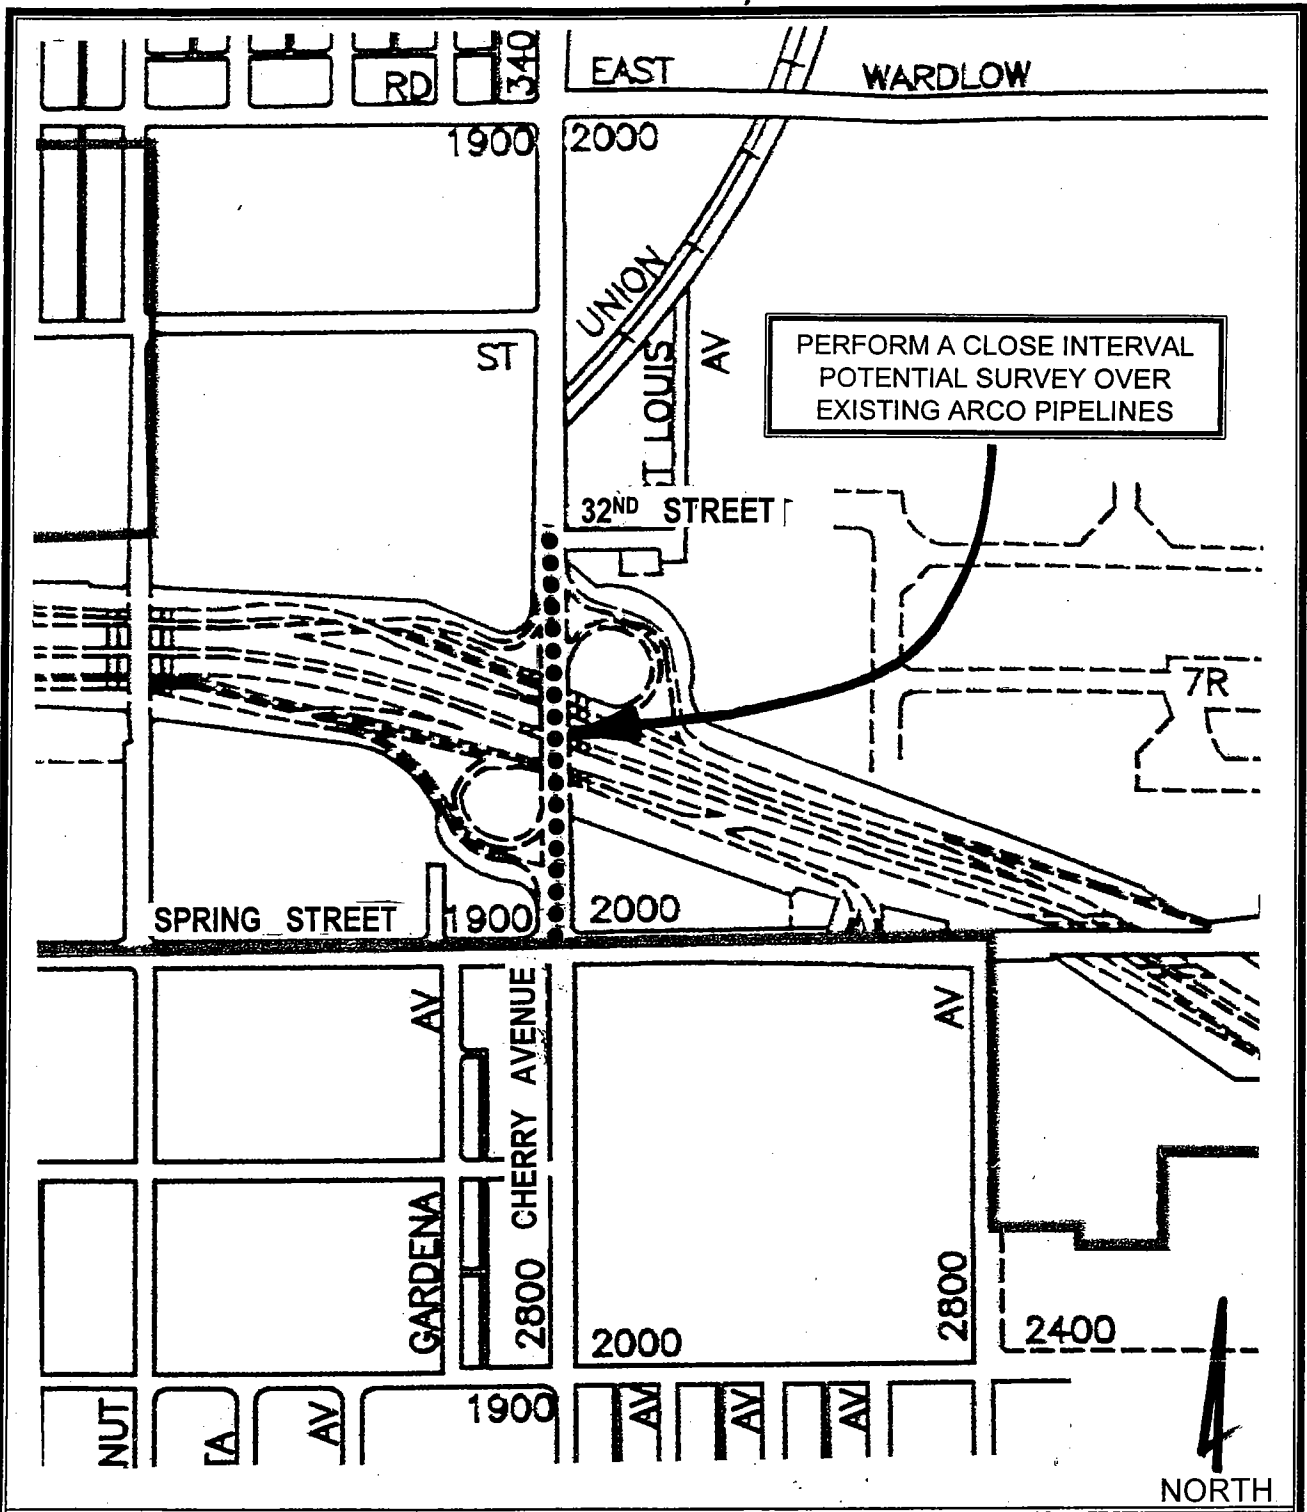 340
EAST
WARDLOW
RD
1900
2000
UNION
ST
LOUIS
AV
PERFORM A CLOSE INTERVAL
POTENTIAL SURVEY OVER
EXISTING ARCO PIPELINES
32ND STREET
7R
SPRING STREET
1900
2000
AV
CHERRY AVENUE
AV
GARDENA
2800
2800
2000
2400
1900
NUT
TA
AV
AV
AV
AV
NORTH